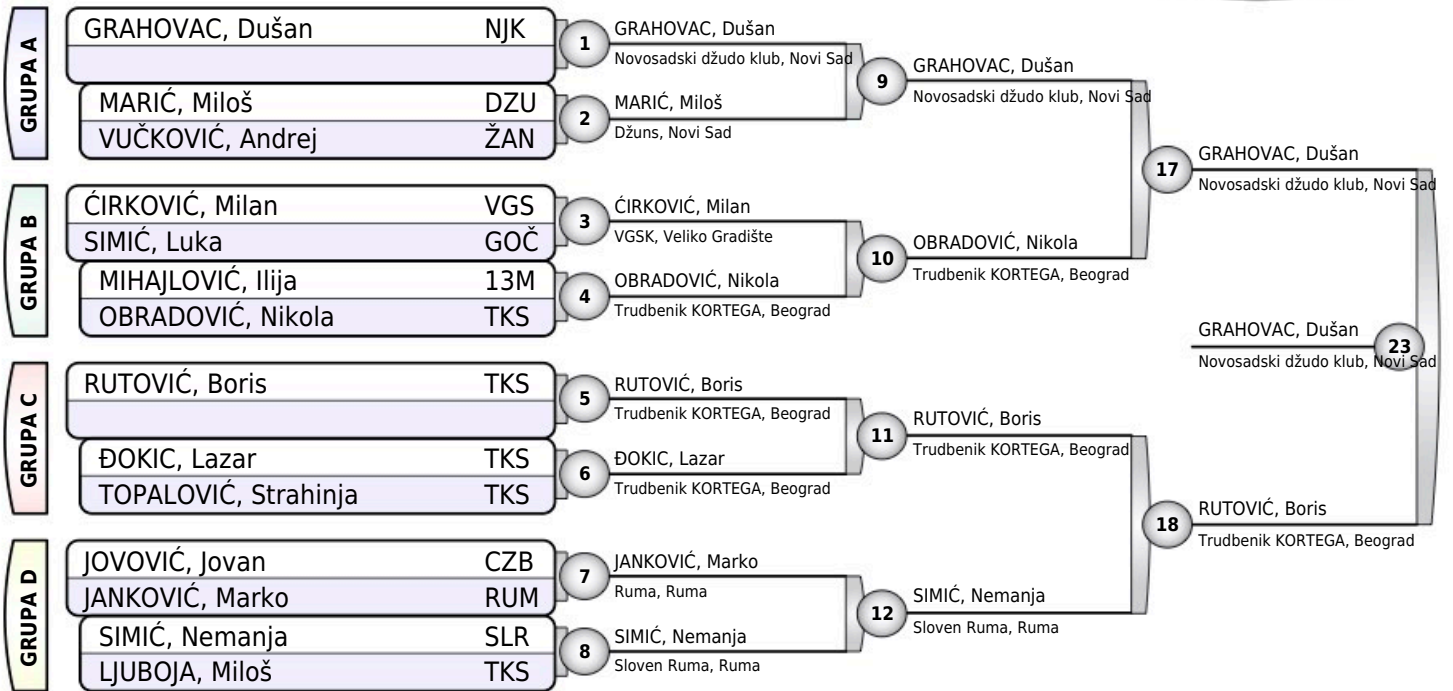 GRUPA A
GRAHOVAC, Dušan NJK
MARIĆ, Miloš DZU
VUČKOVIĆ, Andrej ŽAN
GRUPA B
ĆIRKOVIĆ, Milan VGS
SIMIĆ, Luka GOČ
MIHAJLOVIĆ, Ilija 13M
OBRADOVIĆ, Nikola TKS
GRUPA C
RUTOVIĆ, Boris TKS
ĐOKIC, Lazar TKS
TOPALOVIĆ, Strahinja TKS
GRUPA D
JOVOVIĆ, Jovan CZB
JANKOVIĆ, Marko RUM
SIMIĆ, Nemanja SLR
LJUBOJA, Miloš TKS
1
GRAHOVAC, Dušan
Novosadski džudo klub, Novi Sad
2
MARIĆ, Miloš
Džuns, Novi Sad
3
ĆIRKOVIĆ, Milan
VGSK, Veliko Gradište
4
OBRADOVIĆ, Nikola
Trudbenik KORTEGA, Beograd
5
RUTOVIĆ, Boris
Trudbenik KORTEGA, Beograd
6
ĐOKIC, Lazar
Trudbenik KORTEGA, Beograd
7
JANKOVIĆ, Marko
Ruma, Ruma
8
SIMIĆ, Nemanja
Sloven Ruma, Ruma
9
GRAHOVAC, Dušan
Novosadski džudo klub, Novi Sad
10
OBRADOVIĆ, Nikola
Trudbenik KORTEGA, Beograd
11
RUTOVIĆ, Boris
Trudbenik KORTEGA, Beograd
12
SIMIĆ, Nemanja
Sloven Ruma, Ruma
17
GRAHOVAC, Dušan
Novosadski džudo klub, Novi Sad
18
RUTOVIĆ, Boris
Trudbenik KORTEGA, Beograd
GRAHOVAC, Dušan
23
Novosadski džudo klub, Novi Sad